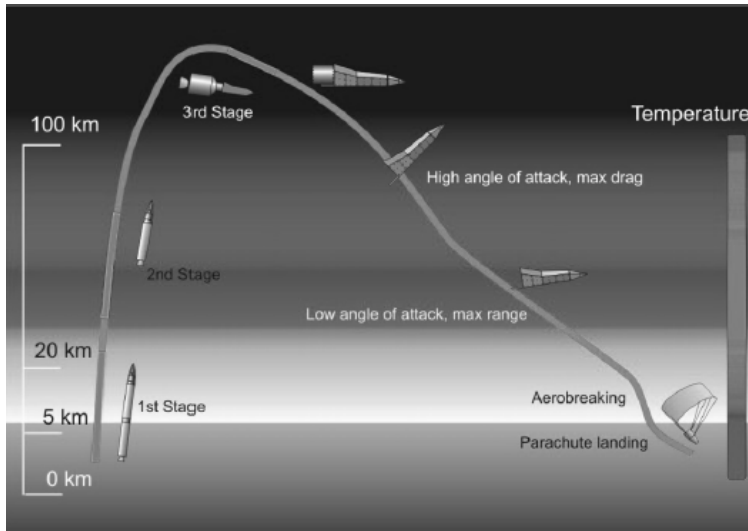 3rd Stage
100 km
Temperature
High angle of attack, max drag
2nd Stage
Low angle of attack, max range
20 km
1st Stage
Aerobreaking
5 km
Parachute landing
0 km